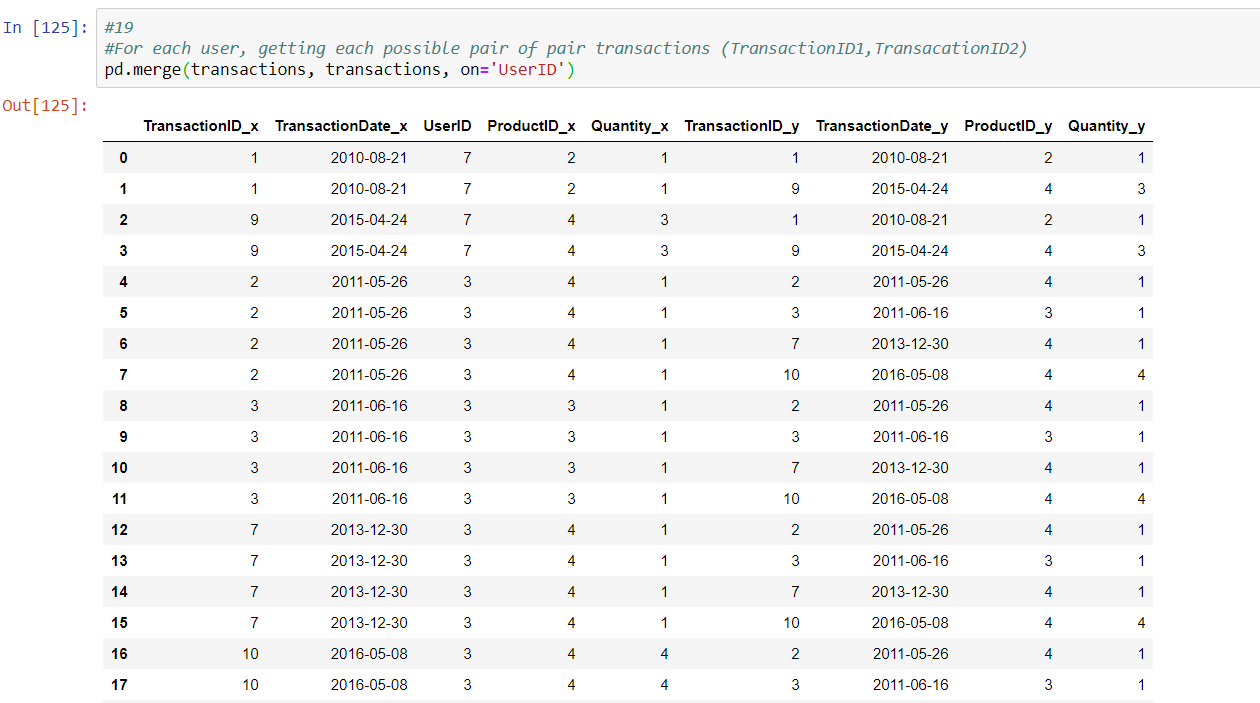 In [125]: #19
#For each user, getting each possible pair of pair transactions (TransactionID1,TransacationID2)
pd.merge(transactions, transactions, on='UserID')
Out[125]:
TransactionID_x TransactionDate_x UserID ProductID_x Quantity_x TransactionID_y TransactionDate_y ProductID_y Quantity_y
0 1 2010-08-21 7 2 1 1 2010-08-21 2 1
1 1 2010-08-21 7 2 1 9 2015-04-24 4 3
2 9 2015-04-24 7 4 3 1 2010-08-21 2 1
3 9 2015-04-24 7 4 3 9 2015-04-24 4 3
4 2 2011-05-26 3 4 1 2 2011-05-26 4 1
5 2 2011-05-26 3 4 1 3 2011-06-16 3 1
6 2 2011-05-26 3 4 1 7 2013-12-30 4 1
7 2 2011-05-26 3 4 1 10 2016-05-08 4 4
8 3 2011-06-16 3 3 1 2 2011-05-26 4 1
9 3 2011-06-16 3 3 1 3 2011-06-16 3 1
10 3 2011-06-16 3 3 1 7 2013-12-30 4 1
11 3 2011-06-16 3 3 1 10 2016-05-08 4 4
12 7 2013-12-30 3 4 1 2 2011-05-26 4 1
13 7 2013-12-30 3 4 1 3 2011-06-16 3 1
14 7 2013-12-30 3 4 1 7 2013-12-30 4 1
15 7 2013-12-30 3 4 1 10 2016-05-08 4 4
16 10 2016-05-08 3 4 4 2 2011-05-26 4 1
17 10 2016-05-08 3 4 4 3 2011-06-16 3 1